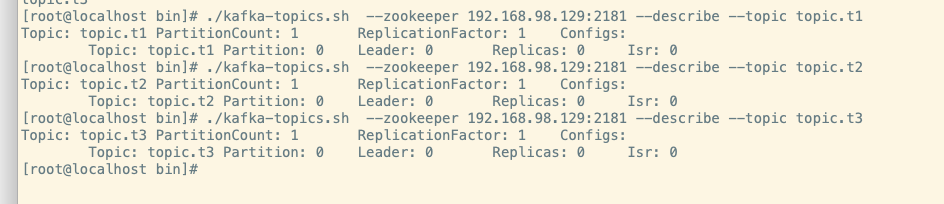 topic.t3
[root@localhost bin]# ./kafka-topics.sh  --zookeeper 192.168.98.129:2181 --describe --topic topic.t1
Topic: topic.t1 PartitionCount: 1       ReplicationFactor: 1    Configs:
        Topic: topic.t1 Partition: 0    Leader: 0       Replicas: 0     Isr: 0
[root@localhost bin]# ./kafka-topics.sh  --zookeeper 192.168.98.129:2181 --describe --topic topic.t2
Topic: topic.t2 PartitionCount: 1       ReplicationFactor: 1    Configs:
        Topic: topic.t2 Partition: 0    Leader: 0       Replicas: 0     Isr: 0
[root@localhost bin]# ./kafka-topics.sh  --zookeeper 192.168.98.129:2181 --describe --topic topic.t3
Topic: topic.t3 PartitionCount: 1       ReplicationFactor: 1    Configs:
        Topic: topic.t3 Partition: 0    Leader: 0       Replicas: 0     Isr: 0
[root@localhost bin]#